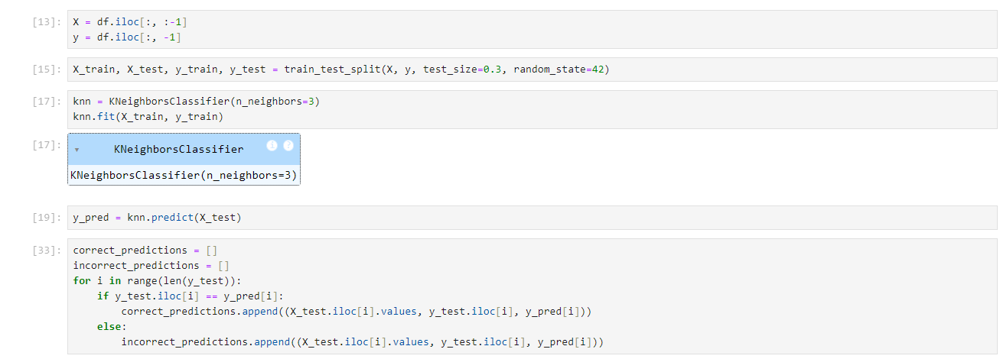 [13]: X = df.iloc[:, :-1]
y = df.iloc[:, -1]
[15]: X_train, X_test, y_train, y_test = train_test_split(X, y, test_size=0.3, random_state=42)
[17]: knn = KNeighborsClassifier(n_neighbors=3)
knn.fit(X_train, y_train)
[17]: ▾ KNeighborsClassifier i ?
KNeighborsClassifier(n_neighbors=3)
[19]: y_pred = knn.predict(X_test)
[33]: correct_predictions = []
incorrect_predictions = []
for i in range(len(y_test)):
    if y_test.iloc[i] == y_pred[i]:
        correct_predictions.append((X_test.iloc[i].values, y_test.iloc[i], y_pred[i]))
    else:
        incorrect_predictions.append((X_test.iloc[i].values, y_test.iloc[i], y_pred[i]))